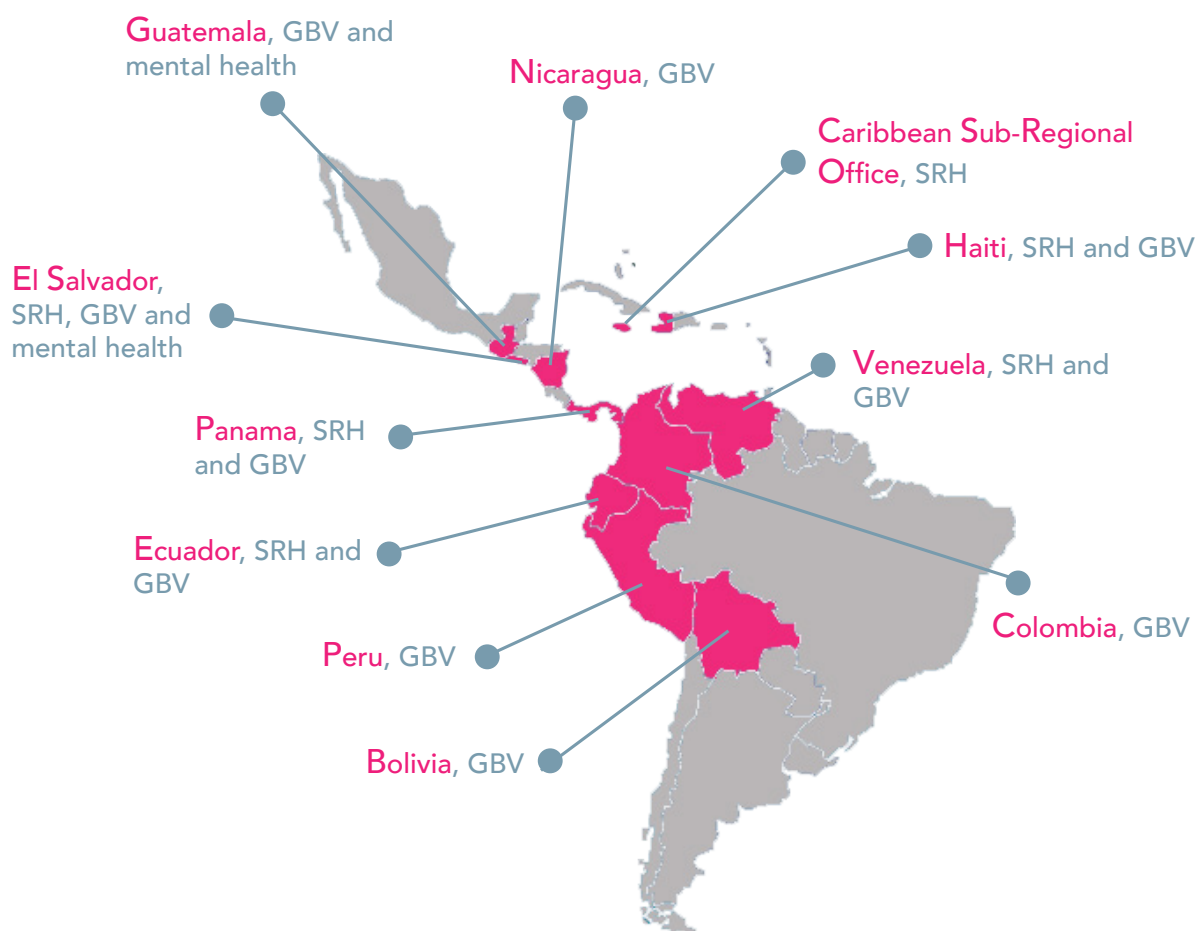 Guatemala, GBV and
mental health
Nicaragua, GBV
Caribbean Sub-Regional
Office, SRH
Haiti, SRH and GBV
El Salvador,
SRH, GBV and
mental health
Venezuela, SRH and
GBV
Panama, SRH
and GBV
Ecuador, SRH and
GBV
Colombia, GBV
Peru, GBV
Bolivia, GBV